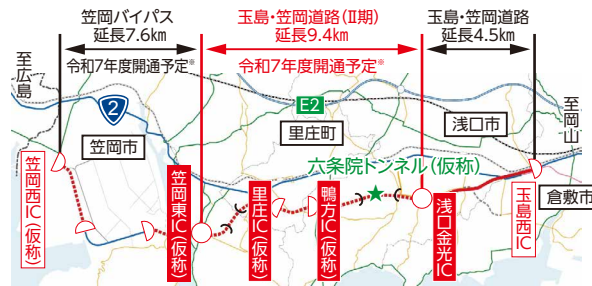 笠岡バイパス
延長7.6km
令和7年度開通予定※
玉島・笠岡道路(Ⅱ期)
延長9.4km
令和7年度開通予定※
玉島・笠岡道路
延長4.5km
至広島
2
E2
笠岡市
里庄町
浅口市
至岡山
倉敷市
六条院トンネル(仮称)
笠岡西IC(仮称)
笠岡東IC(仮称)
里庄IC(仮称)
鴨方IC(仮称)
浅口金光IC
玉島西IC